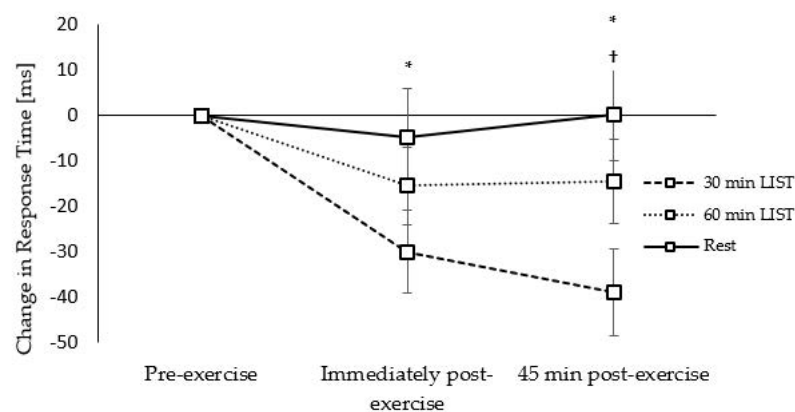 Change in Response Time [ms]
20
10
0
-10
-20
-30
-40
-50
*
*
†
Pre-exercise
Immediately post-
exercise
45 min post-exercise
30 min LIST
60 min LIST
Rest